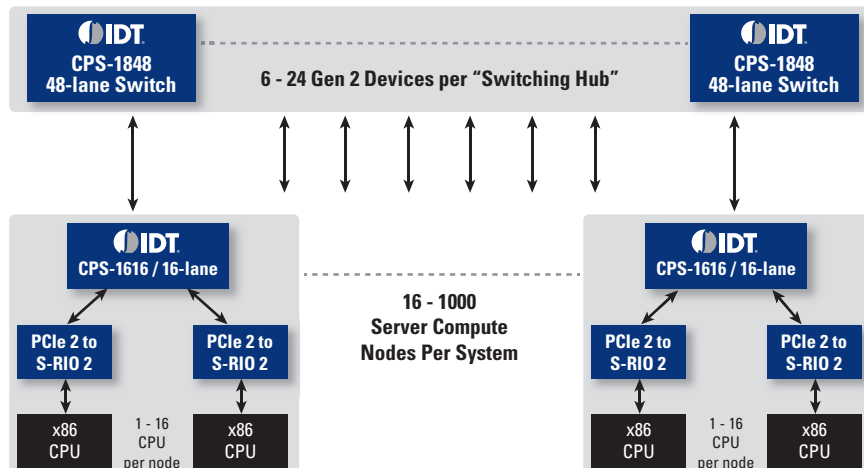 IDT.
CPS-1848
48-lane Switch
6 - 24 Gen 2 Devices per “Switching Hub”
IDT.
CPS-1848
48-lane Switch
IDT.
CPS-1616 / 16-lane
PCIe 2 to
S-RIO 2
PCIe 2 to
S-RIO 2
x86
CPU
1 - 16
CPU
per node
x86
CPU
16 - 1000
Server Compute
Nodes Per System
IDT.
CPS-1616 / 16-lane
PCIe 2 to
S-RIO 2
PCIe 2 to
S-RIO 2
x86
CPU
1 - 16
CPU
per node
x86
CPU